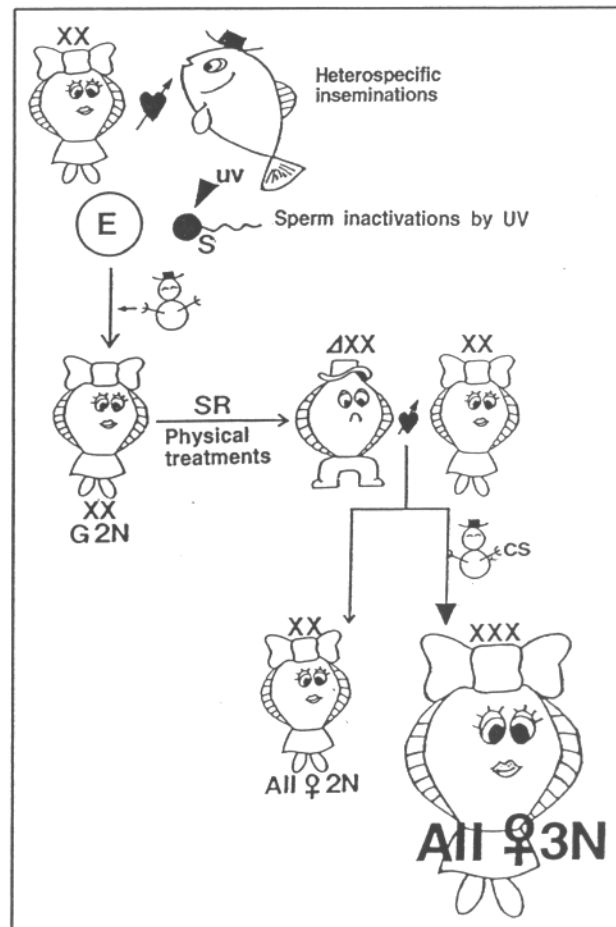 XX
Heterospecific
inseminations
uv
E
S
Sperm inactivations by UV
ΔXX
XX
SR
Physical
treatments
XX
G2N
CS
XX
XXX
All ♀ 2N
All ♀ 3N